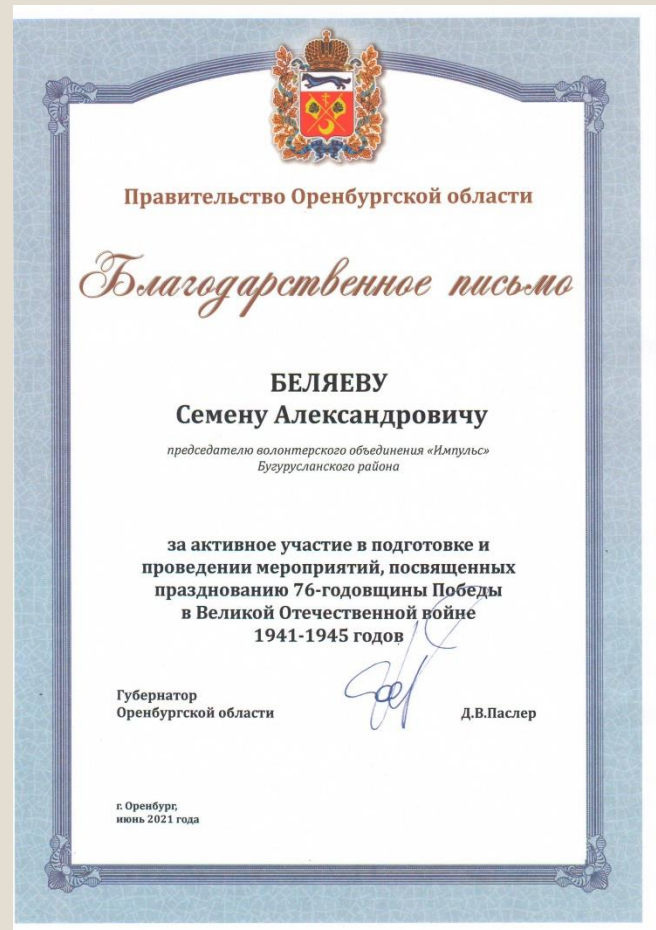 Правительство Оренбургской области
Благодарственное письмо
БЕЛЯЕВУ
Семену Александровичу
председателю волонтерского объединения «Импульс»
Бугурусланского района
за активное участие в подготовке и
проведении мероприятий, посвященных
празднованию 76-годовщины Победы
в Великой Отечественной войне
1941-1945 годов
Губернатор
Оренбургской области
Д.В.Паслер
г. Оренбург,
июнь 2021 года